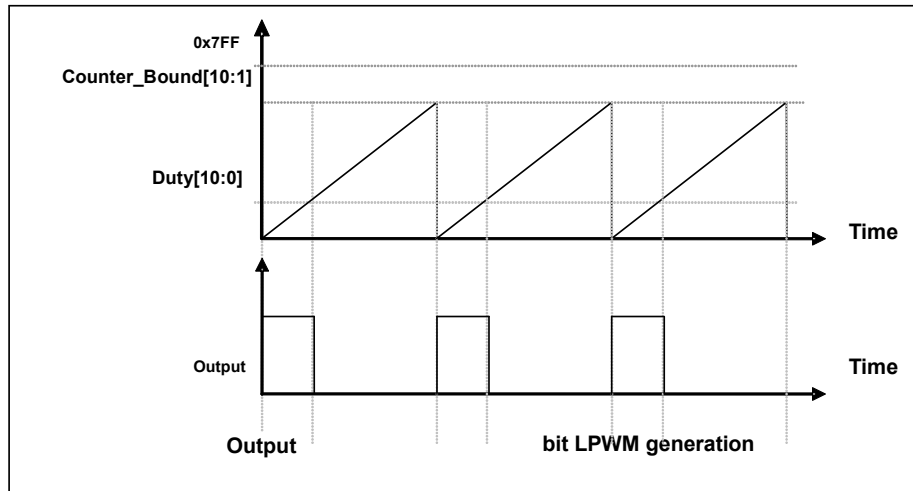 0x7FF
Counter_Bound[10:1]
Duty[10:0]
Time
Output
Time
Output
bit LPWM generation